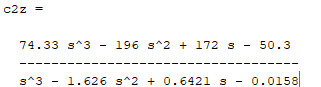 c2z =
74.33 s^3 - 196 s^2 + 172 s - 50.3
-----------------------------------
s^3 - 1.626 s^2 + 0.6421 s - 0.0158